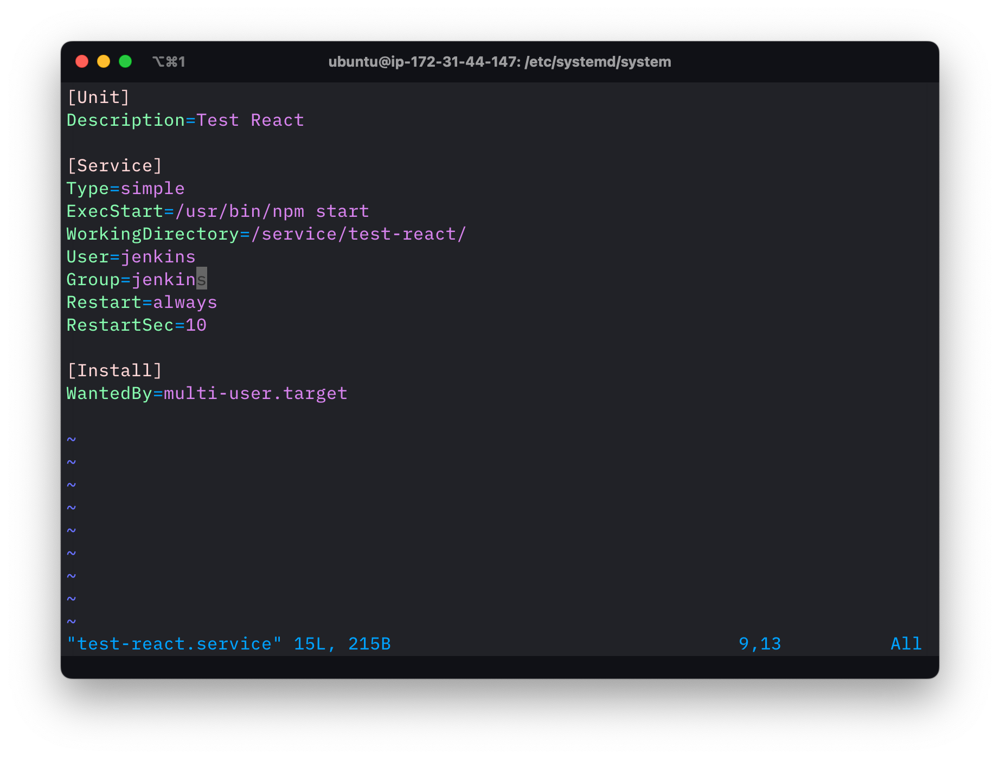 ⌥⌘1 ubuntu@ip-172-31-44-147: /etc/systemd/system
[Unit]
Description=Test React
[Service]
Type=simple
ExecStart=/usr/bin/npm start
WorkingDirectory=/service/test-react/
User=jenkins
Group=jenkins
Restart=always
RestartSec=10
[Install]
WantedBy=multi-user.target
~
~
~
~
~
~
~
~
~
"test-react.service" 15L, 215B 9,13 All